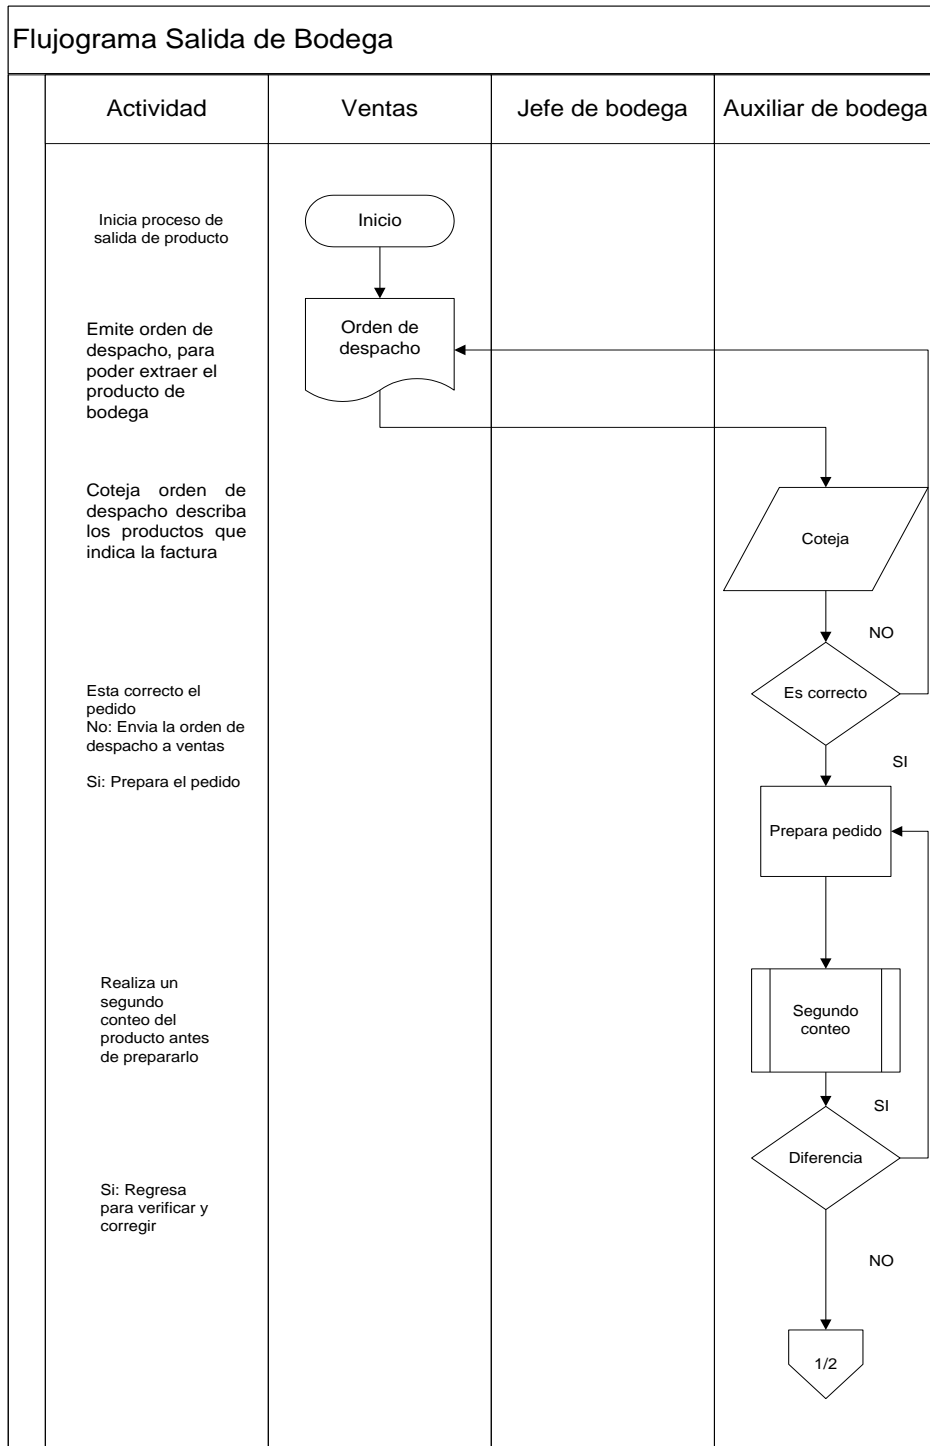 Flujograma Salida de Bodega
Actividad
Ventas
Jefe de bodega
Auxiliar de bodega
Inicia proceso de
salida de producto
Inicio
Emite orden de
despacho, para
poder extraer el
producto de
bodega
Orden de
despacho
Coteja orden de
despacho describa
los productos que
indica la factura
Coteja
NO
Esta correcto el
pedido
No: Envia la orden de
despacho a ventas
Si: Prepara el pedido
Es correcto
SI
Prepara pedido
Realiza un
segundo
conteo del
producto antes
de prepararlo
Segundo
conteo
SI
Diferencia
Si: Regresa
para verificar y
corregir
NO
1/2